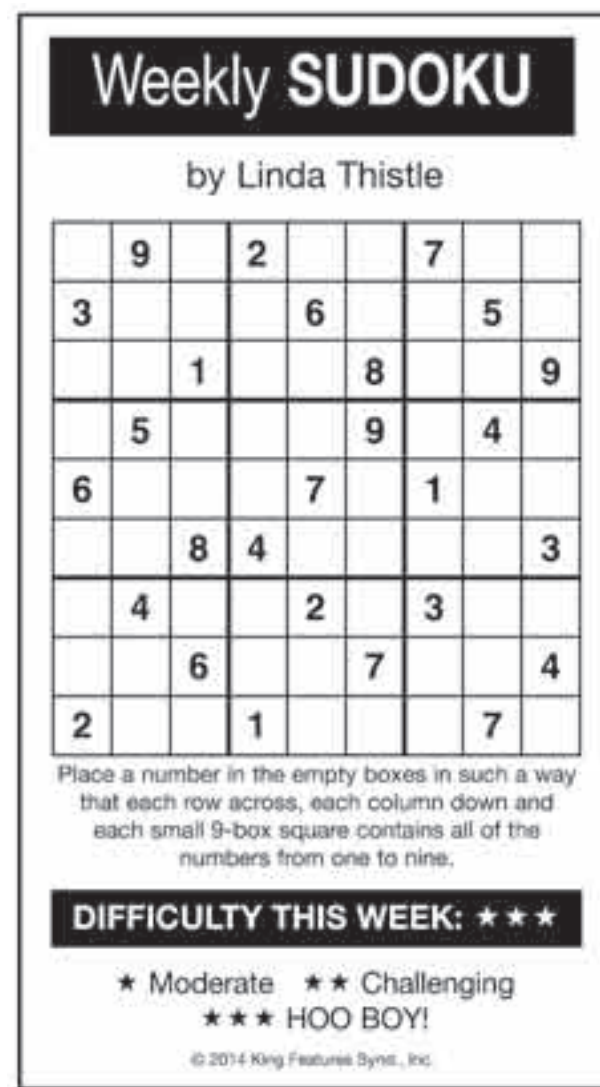 Weekly SUDOKU
by Linda Thistle
9 2 7
3 6 5
1 8 9
5 9 4
6 7 1
8 4 3
4 2 3
6 7 4
2 1 7
Place a number in the empty boxes in such a way
that each row across, each column down and
each small 9-box square contains all of the
numbers from one to nine.
DIFFICULTY THIS WEEK: ★ ★ ★
★ Moderate ★ ★ Challenging
★ ★ ★ HOO BOY!
© 2014 King Features Synd., Inc.